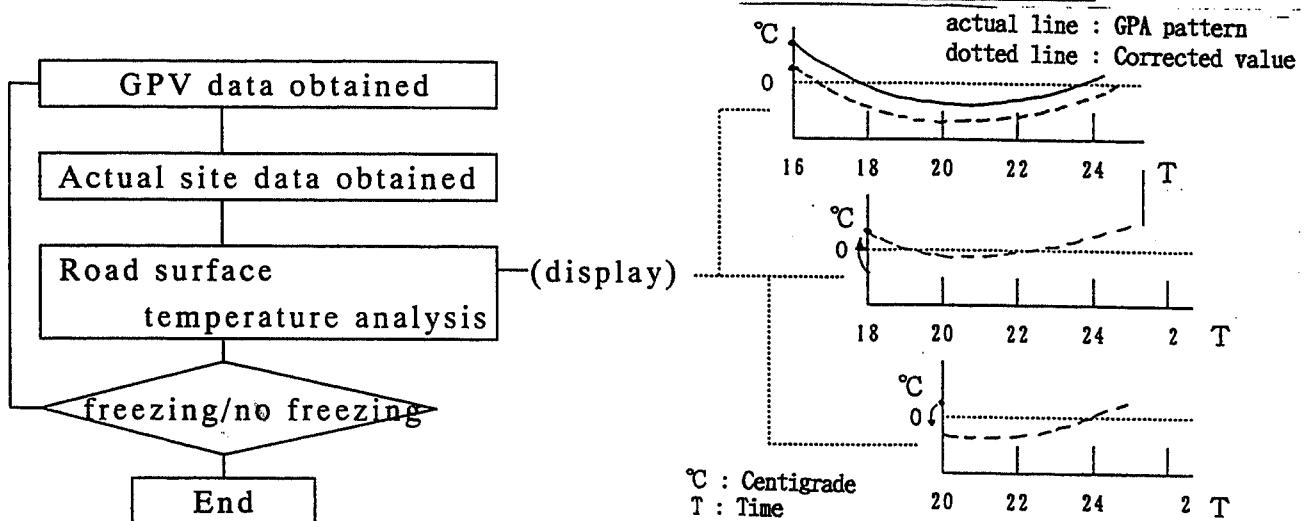 GPV data obtained
Actual site data obtained
Road surface
temperature analysis
(display)
freezing/no freezing
End
actual line : GPA pattern
dotted line : Corrected value
℃
0
16 18 20 22 24 T
℃
0
18 20 22 24 2 T
℃
0
20 22 24 2 T
℃ : Centigrade
T : Time